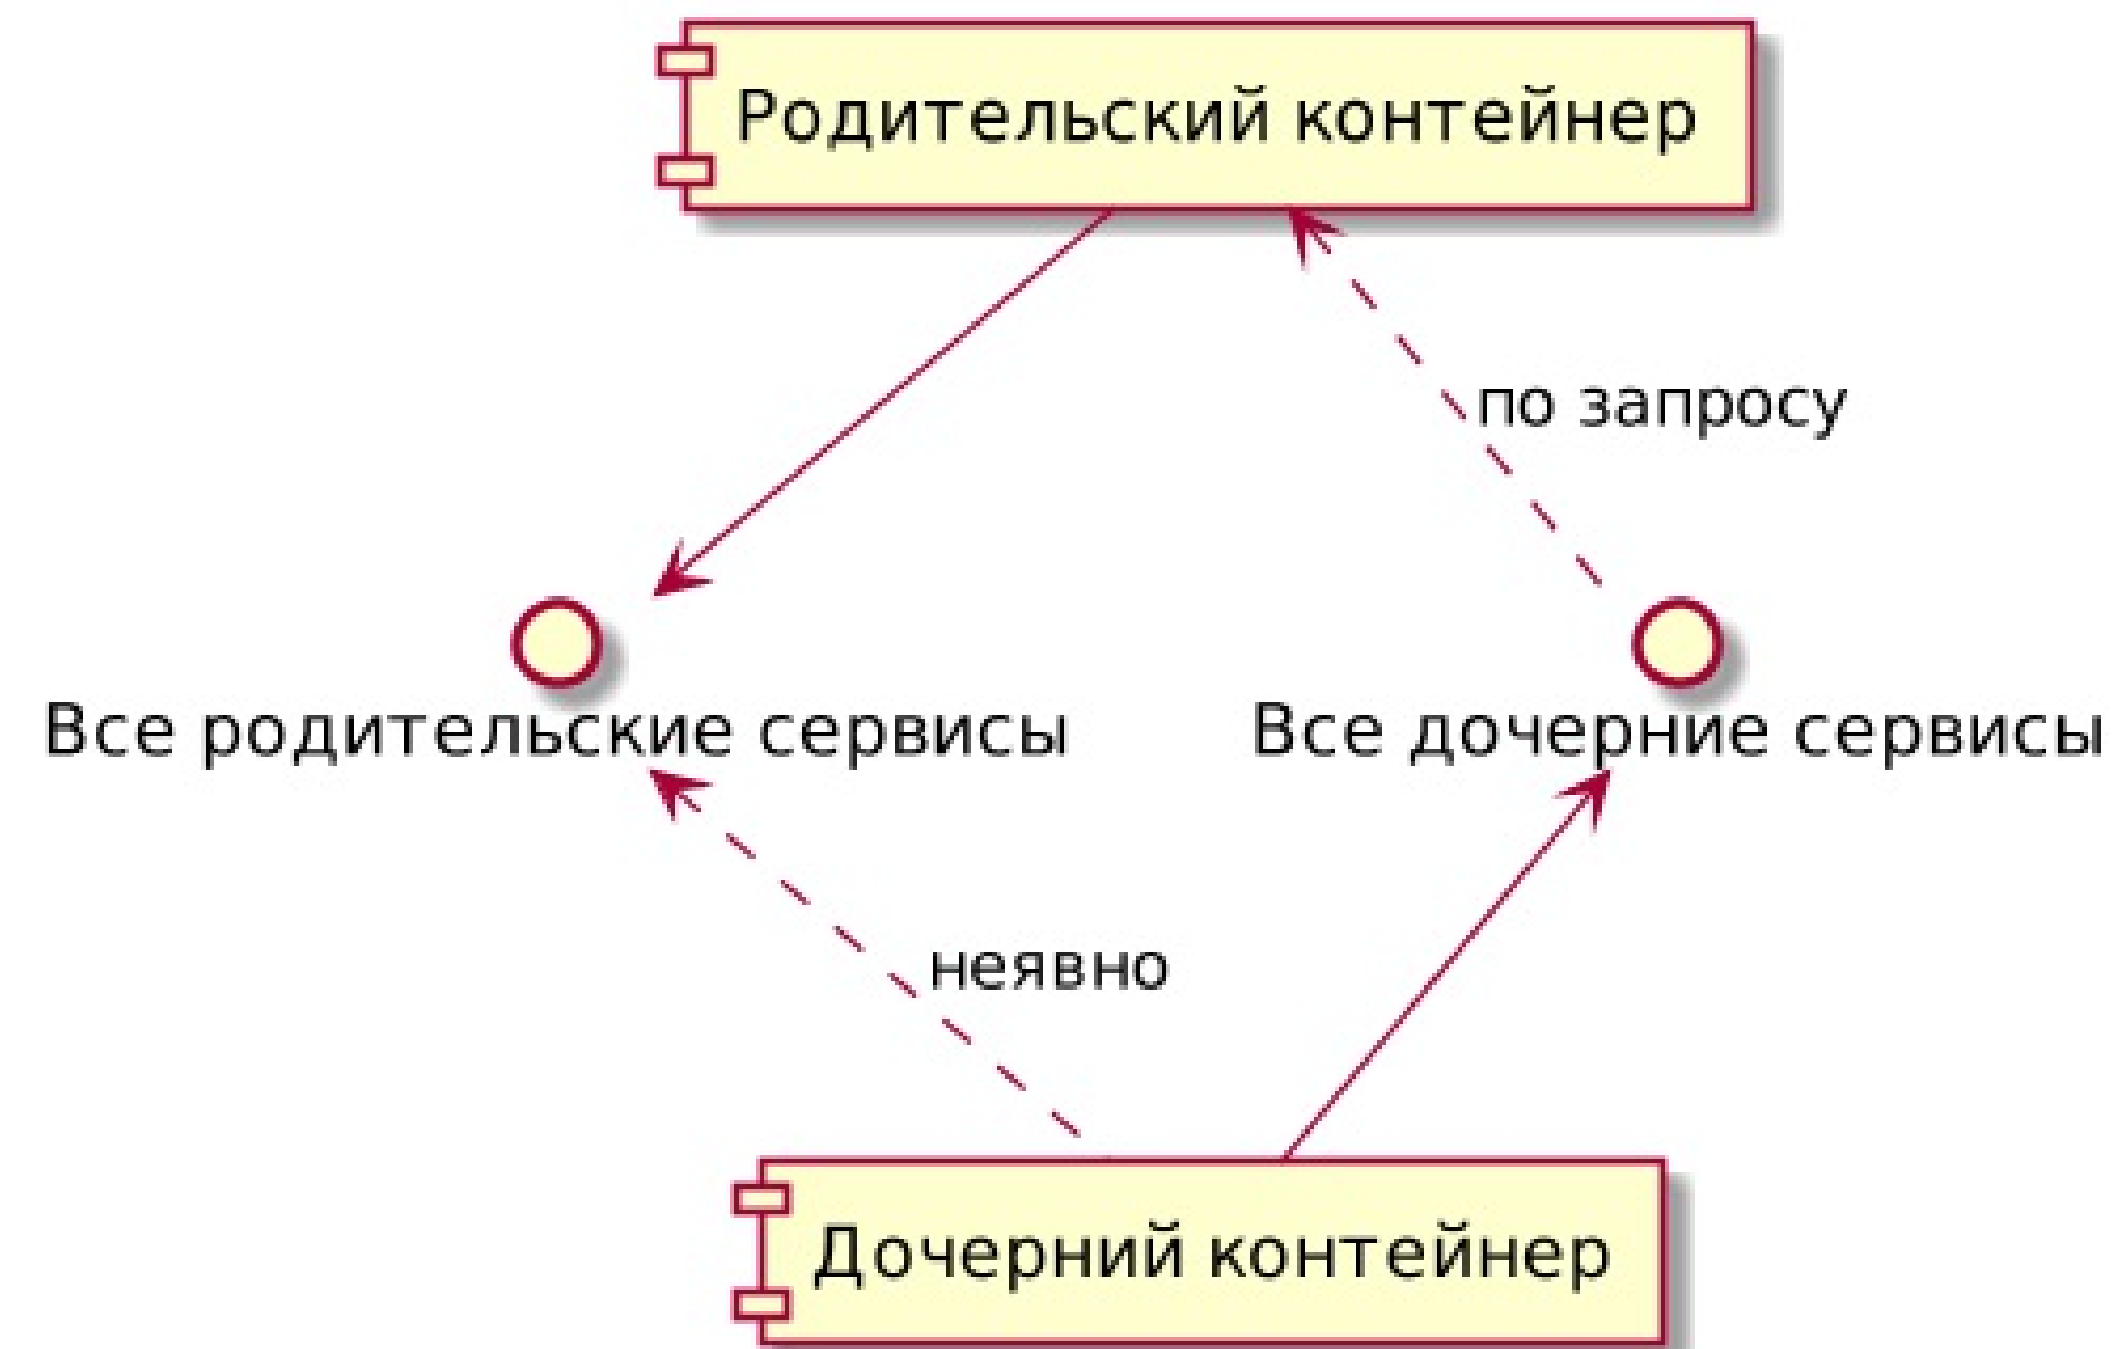 Родительский контейнер
по запросу
Все родительские сервисы
Все дочерние сервисы
неявно
Дочерний контейнер